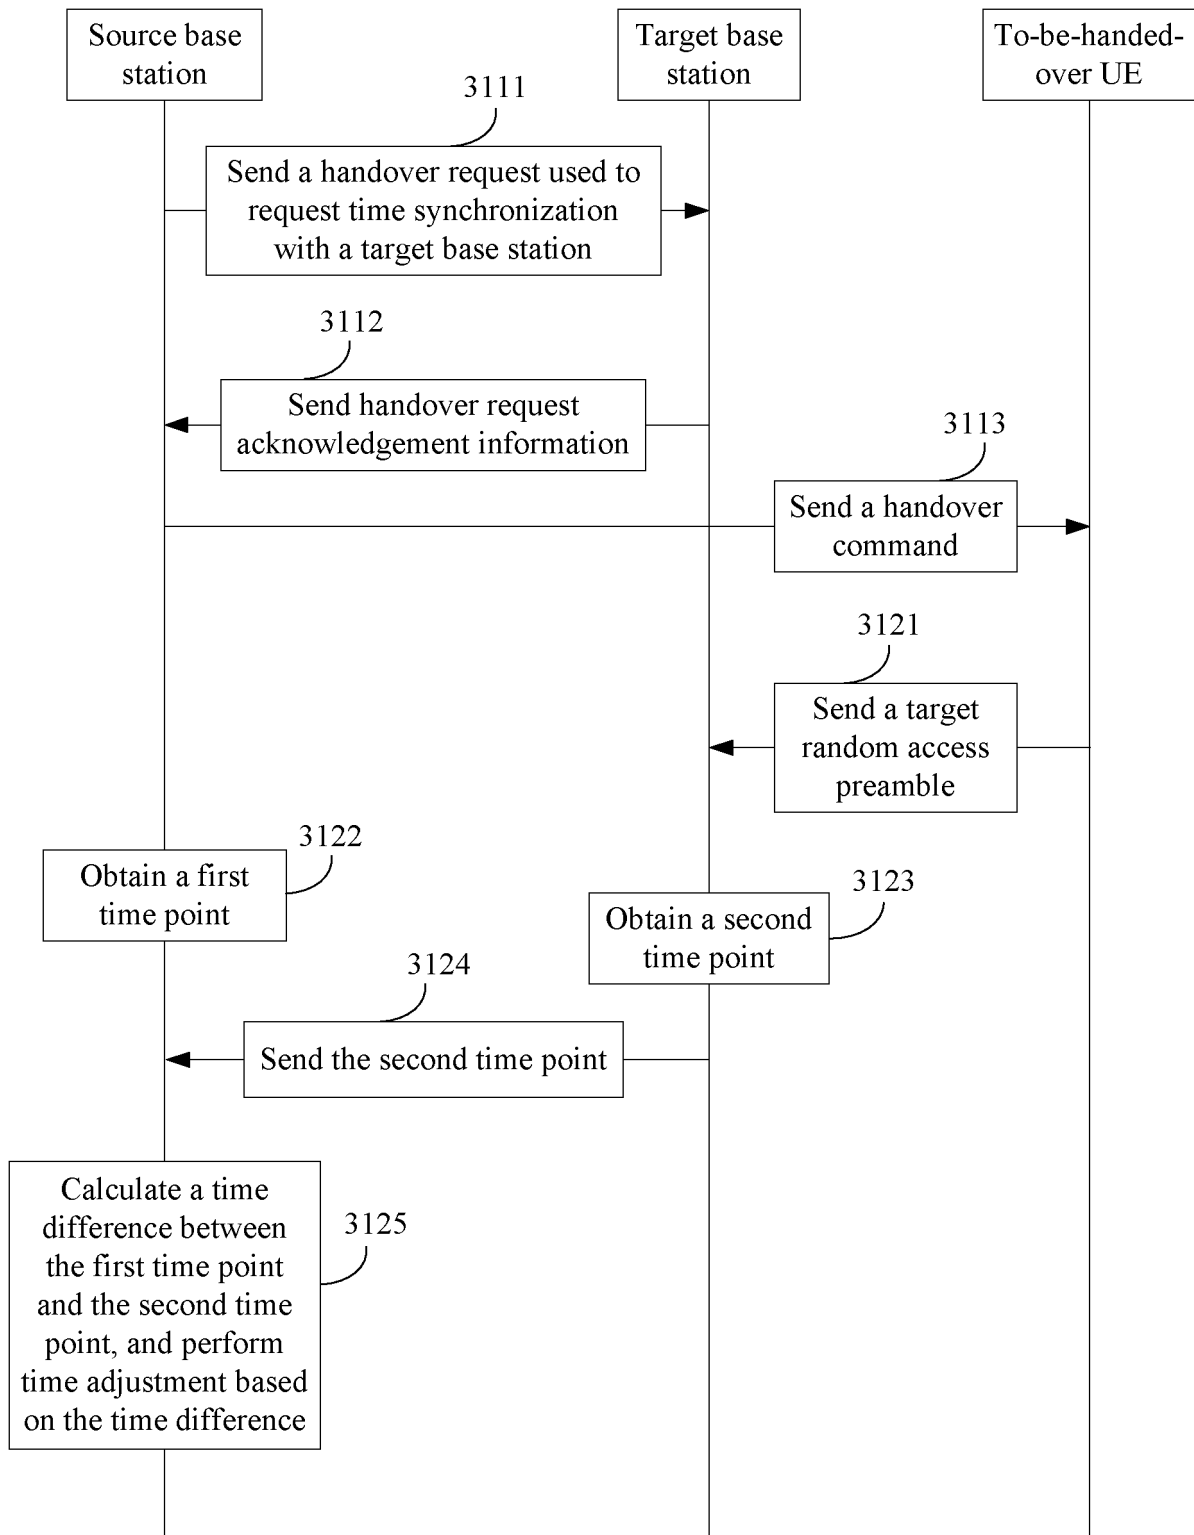 Source base
station
Target base
station
To-be-handed-
over UE
3111
Send a handover request used to
request time synchronization
with a target base station
3112
Send handover request
acknowledgement information
3113
Send a handover
command
3121
Send a target
random access
preamble
3122
Obtain a first
time point
3123
Obtain a second
time point
3124
Send the second time point
3125
Calculate a time
difference between
the first time point
and the second time
point, and perform
time adjustment based
on the time difference